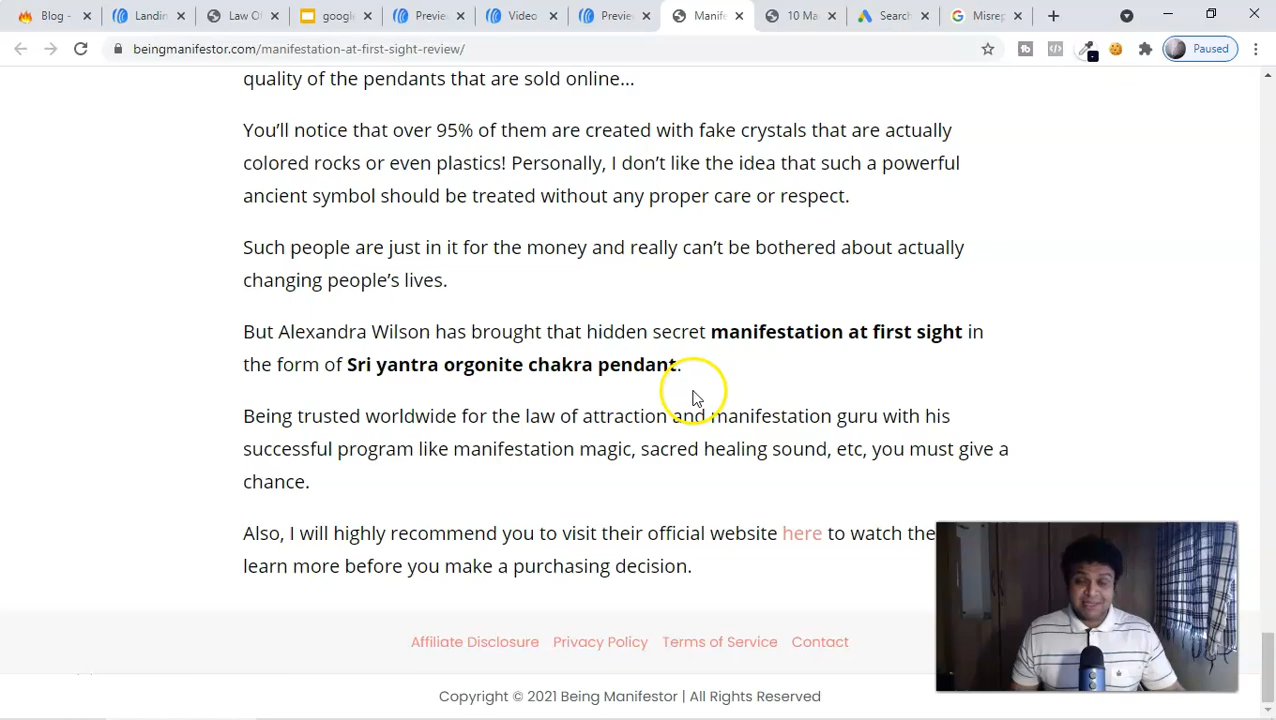 Blog -
Landin
Law Of
google
Previe
Video
Previe
Manife
10 Ma
Search
Misrep
beingmanifestor.com/manifestation-at-first-sight-review/
Paused
quality of the pendants that are sold online…
You’ll notice that over 95% of them are created with fake crystals that are actually
colored rocks or even plastics! Personally, I don’t like the idea that such a powerful
ancient symbol should be treated without any proper care or respect.
Such people are just in it for the money and really can’t be bothered about actually
changing people’s lives.
But Alexandra Wilson has brought that hidden secret manifestation at first sight in
the form of Sri yantra orgonite chakra pendant.
Being trusted worldwide for the law of attraction and manifestation guru with his
successful program like manifestation magic, sacred healing sound, etc, you must give a
chance.
Also, I will highly recommend you to visit their official website here to watch the
learn more before you make a purchasing decision.
Affiliate Disclosure Privacy Policy Terms of Service Contact
Copyright © 2021 Being Manifestor | All Rights Reserved